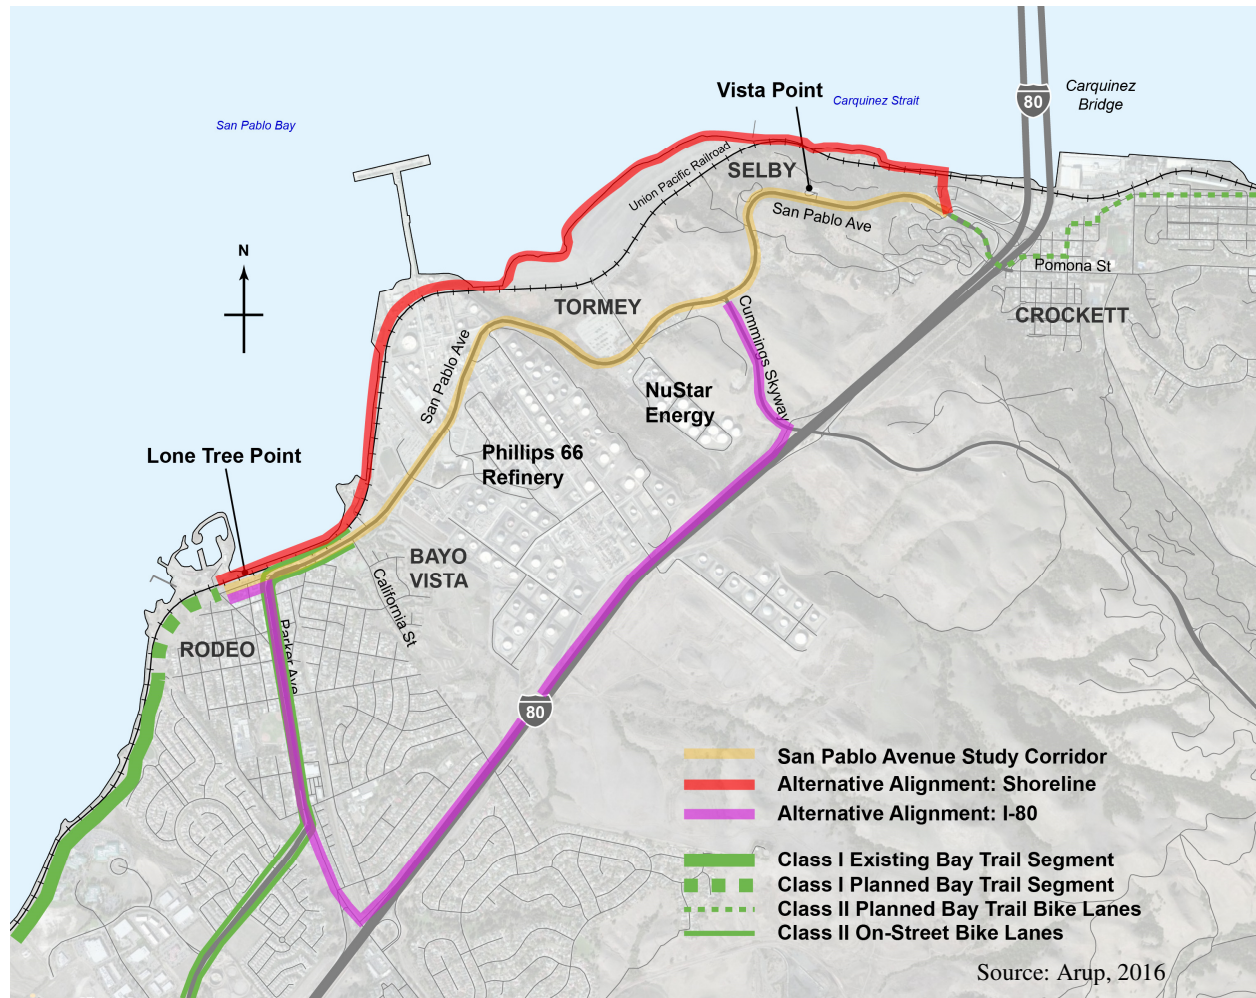 Vista Point
Carquinez Strait
80
Carquinez
Bridge
San Pablo Bay
Union Pacific Railroad
SELBY
San Pablo Ave
N
Pomona St
TORMEY
CROCKETT
Cummings Skyway
San Pablo Ave
NuStar
Energy
Lone Tree Point
Phillips 66
Refinery
BAYO
VISTA
California St
RODEO
Parker Ave
80
San Pablo Avenue Study Corridor
Alternative Alignment: Shoreline
Alternative Alignment: I-80
Class I Existing Bay Trail Segment
Class I Planned Bay Trail Segment
Class II Planned Bay Trail Bike Lanes
Class II On-Street Bike Lanes
Source: Arup, 2016